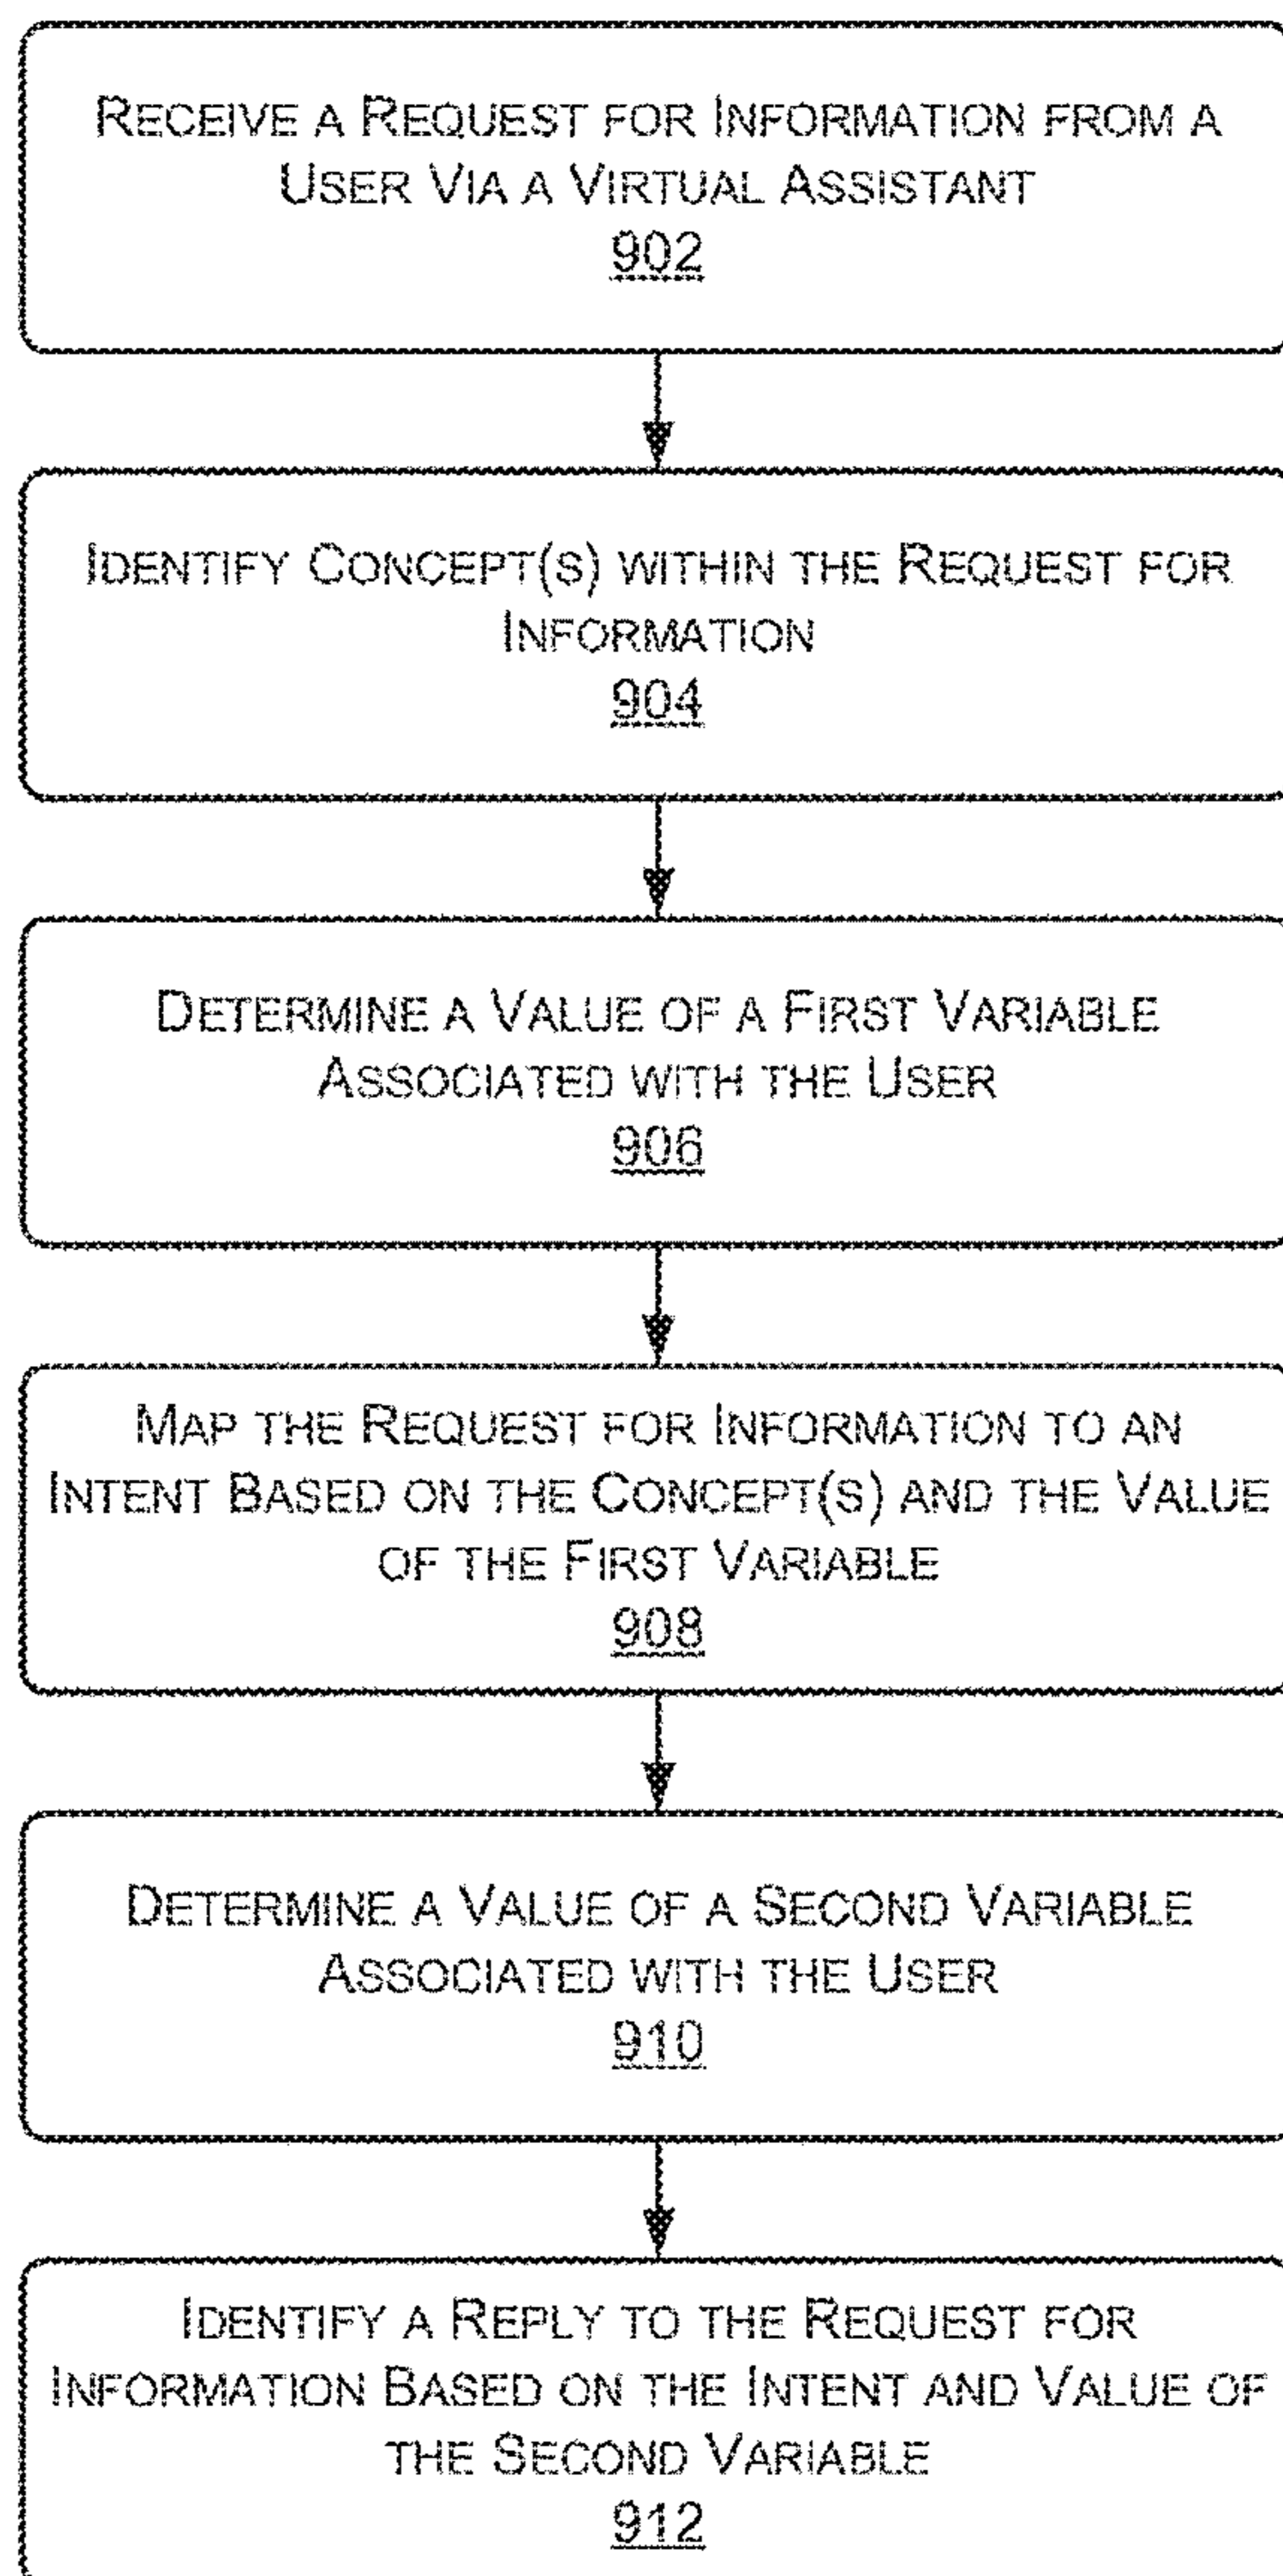 RECEIVE A REQUEST FOR INFORMATION FROM A
USER VIA A VIRTUAL ASSISTANT
902
IDENTIFY CONCEPT(S) WITHIN THE REQUEST FOR
INFORMATION
904
DETERMINE A VALUE OF A FIRST VARIABLE
ASSOCIATED WITH THE USER
906
MAP THE REQUEST FOR INFORMATION TO AN
INTENT BASED ON THE CONCEPT(S) AND THE VALUE
OF THE FIRST VARIABLE
908
DETERMINE A VALUE OF A SECOND VARIABLE
ASSOCIATED WITH THE USER
910
IDENTIFY A REPLY TO THE REQUEST FOR
INFORMATION BASED ON THE INTENT AND VALUE OF
THE SECOND VARIABLE
912